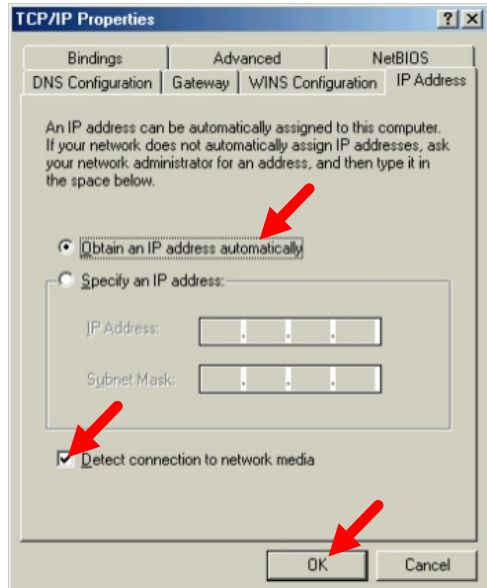 TCP/IP Properties
? ×
Bindings Advanced NetBIOS
DNS Configuration Gateway WINS Configuration IP Address
An IP address can be automatically assigned to this computer.
If your network does not automatically assign IP addresses, ask
your network administrator for an address, and then type it in
the space below.
Obtain an IP address automatically
Specify an IP address:
IP Address:
. . .
Subnet Mask:
. . .
Detect connection to network media
OK Cancel